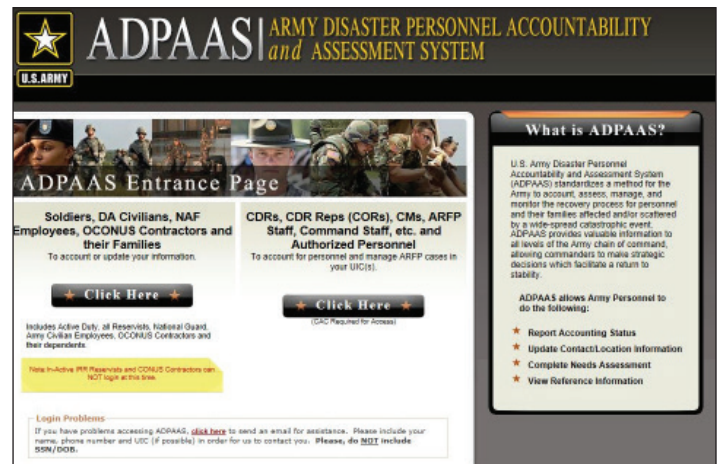 ADPAAS
ARMY DISASTER PERSONNEL ACCOUNTABILITY
and ASSESSMENT SYSTEM
U.S.ARMY
ADPAAS Entrance Page
Soldiers, DA Civilians, NAF
Employees, OCONUS Contractors and
their Families
To account or update your information.
Click Here
Includes Active Duty, all Reservists, National Guard,
Army Civilian Employees, OCONUS Contractors and
their dependents.
Note In-Active IRR Reservists and CONUS Contractors can
NOT login at this time.
CDRs, CDR Reps (CORs), CMs, ARFP
Staff, Command Staff, etc. and
Authorized Personnel
To account for personnel and manage ARFP cases in
your UIC(s).
Click Here
(CAC Required for Access)
Login Problems
If you have problems accessing ADPAAS, click here to send an email for assistance. Please include your
name, phone number and UIC (if possible) in order for us to contact you. Please, do NOT include
SSN/DOB.
What is ADPAAS?
U.S. Army Disaster Personnel
Accountability and Assessment System
(ADPAAS) standardizes a method for the
Army to account, assess, manage, and
monitor the recovery process for personnel
and their families affected and/or scattered
by a wide-spread catastrophic event.
ADPAAS provides valuable information to
all levels of the Army chain of command,
allowing commanders to make strategic
decisions which facilitate a return to
stability.
ADPAAS allows Army Personnel to
do the following:
Report Accounting Status
Update Contact/Location Information
Complete Needs Assessment
View Reference Information